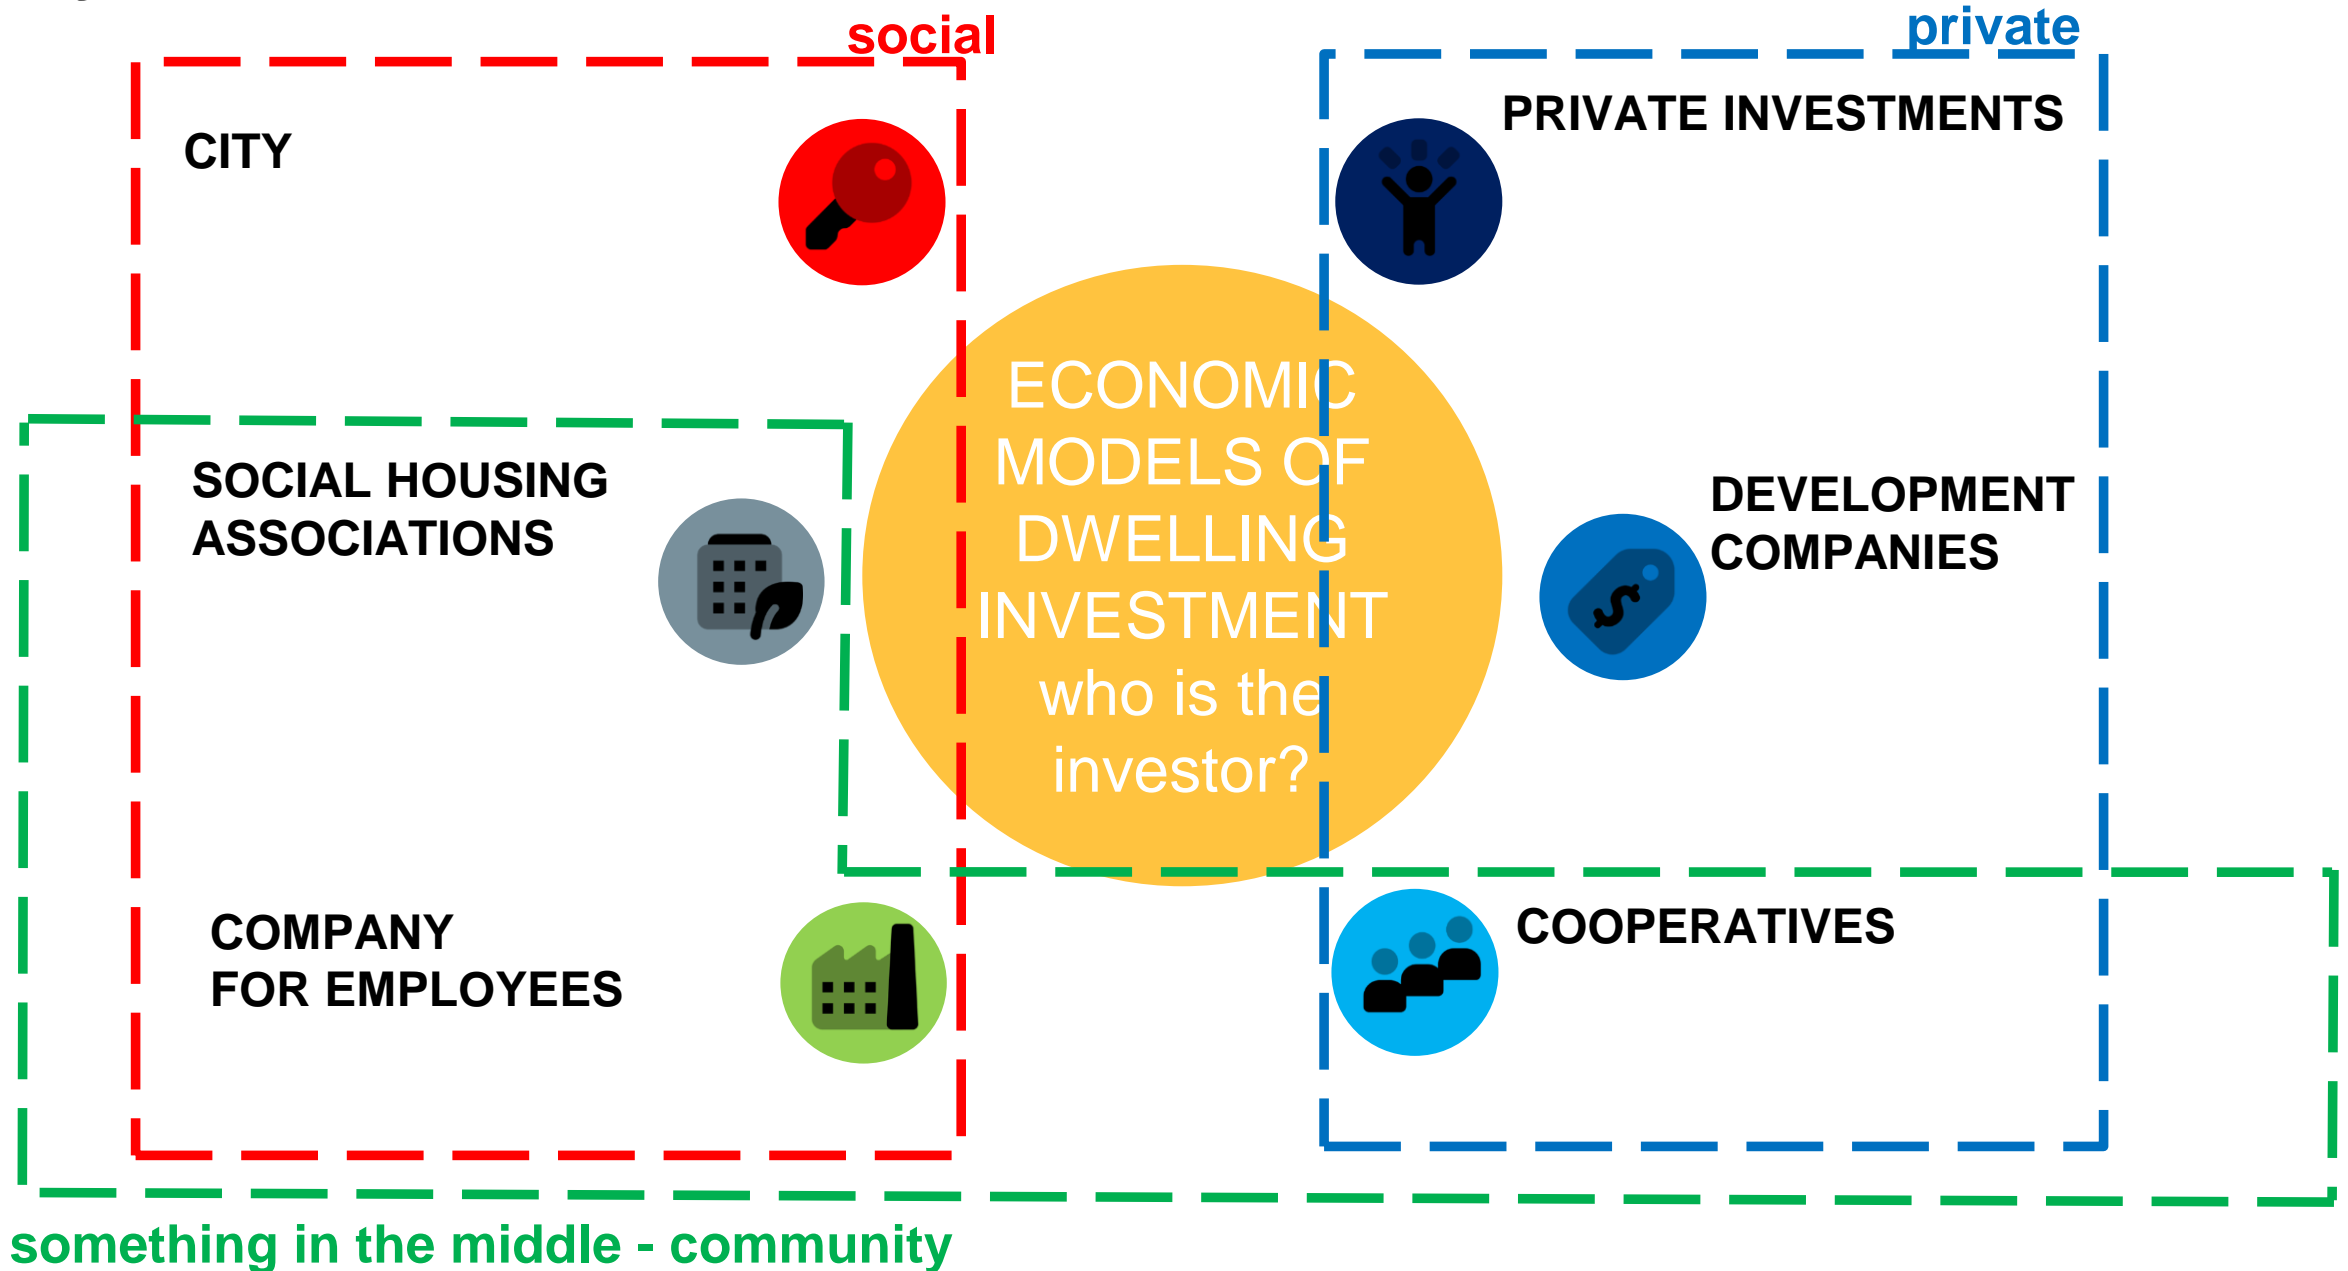 social
private
CITY
PRIVATE INVESTMENTS
ECONOMIC
MODELS OF
DWELLING
INVESTMENT
who is the
investor?
SOCIAL HOUSING
ASSOCIATIONS
DEVELOPMENT
COMPANIES
COMPANY
FOR EMPLOYEES
COOPERATIVES
something in the middle - community